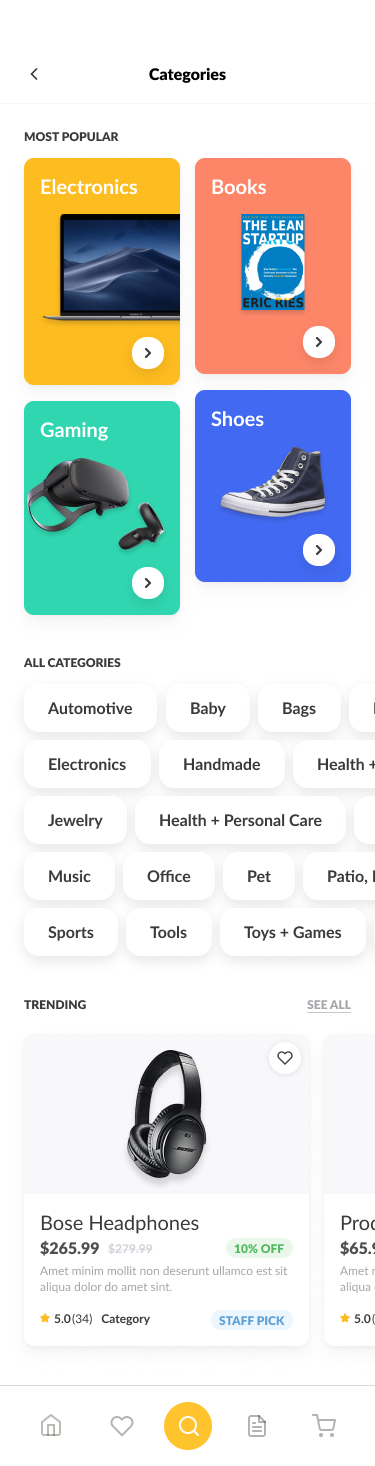 Categories
MOST POPULAR
Electronics
Books
THE LEAN
STARTUP
ERIC RIES
Gaming
Shoes
ALL CATEGORIES
Automotive
Baby
Bags
Electronics
Handmade
Health +
Jewelry
Health + Personal Care
Music
Office
Pet
Patio,
Sports
Tools
Toys + Games
TRENDING
SEE ALL
BOSE
Bose Headphones
$265.99 $279.99
10% OFF
Amet minim mollit non deserunt ullamco est sit
aliqua dolor do amet sint.
5.0(34) Category
STAFF PICK
$65.9
Amet
aliqua
5.0